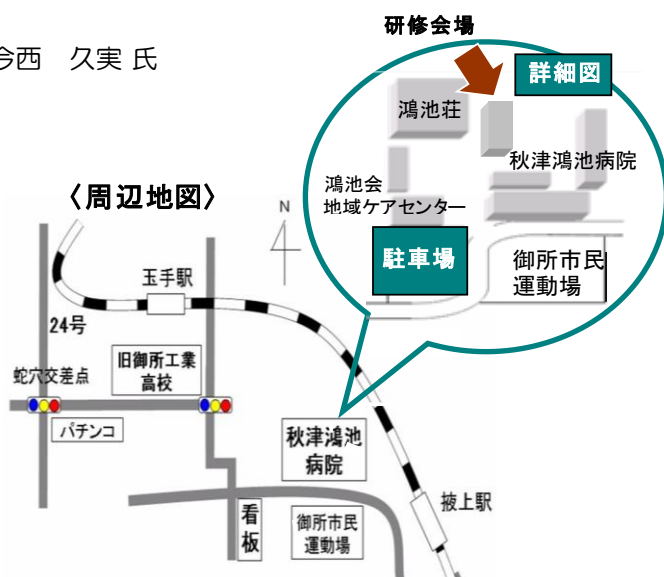 今西　久実 氏
研修会場
詳細図
鴻池荘
秋津鴻池病院
鴻池会
地域ケアセンター
駐車場
御所市民
運動場
〈周辺地図〉
N
玉手駅
24号
旧御所工業
高校
蛇穴交差点
パチンコ
秋津鴻池
病院
掖上駅
看板
御所市民
運動場